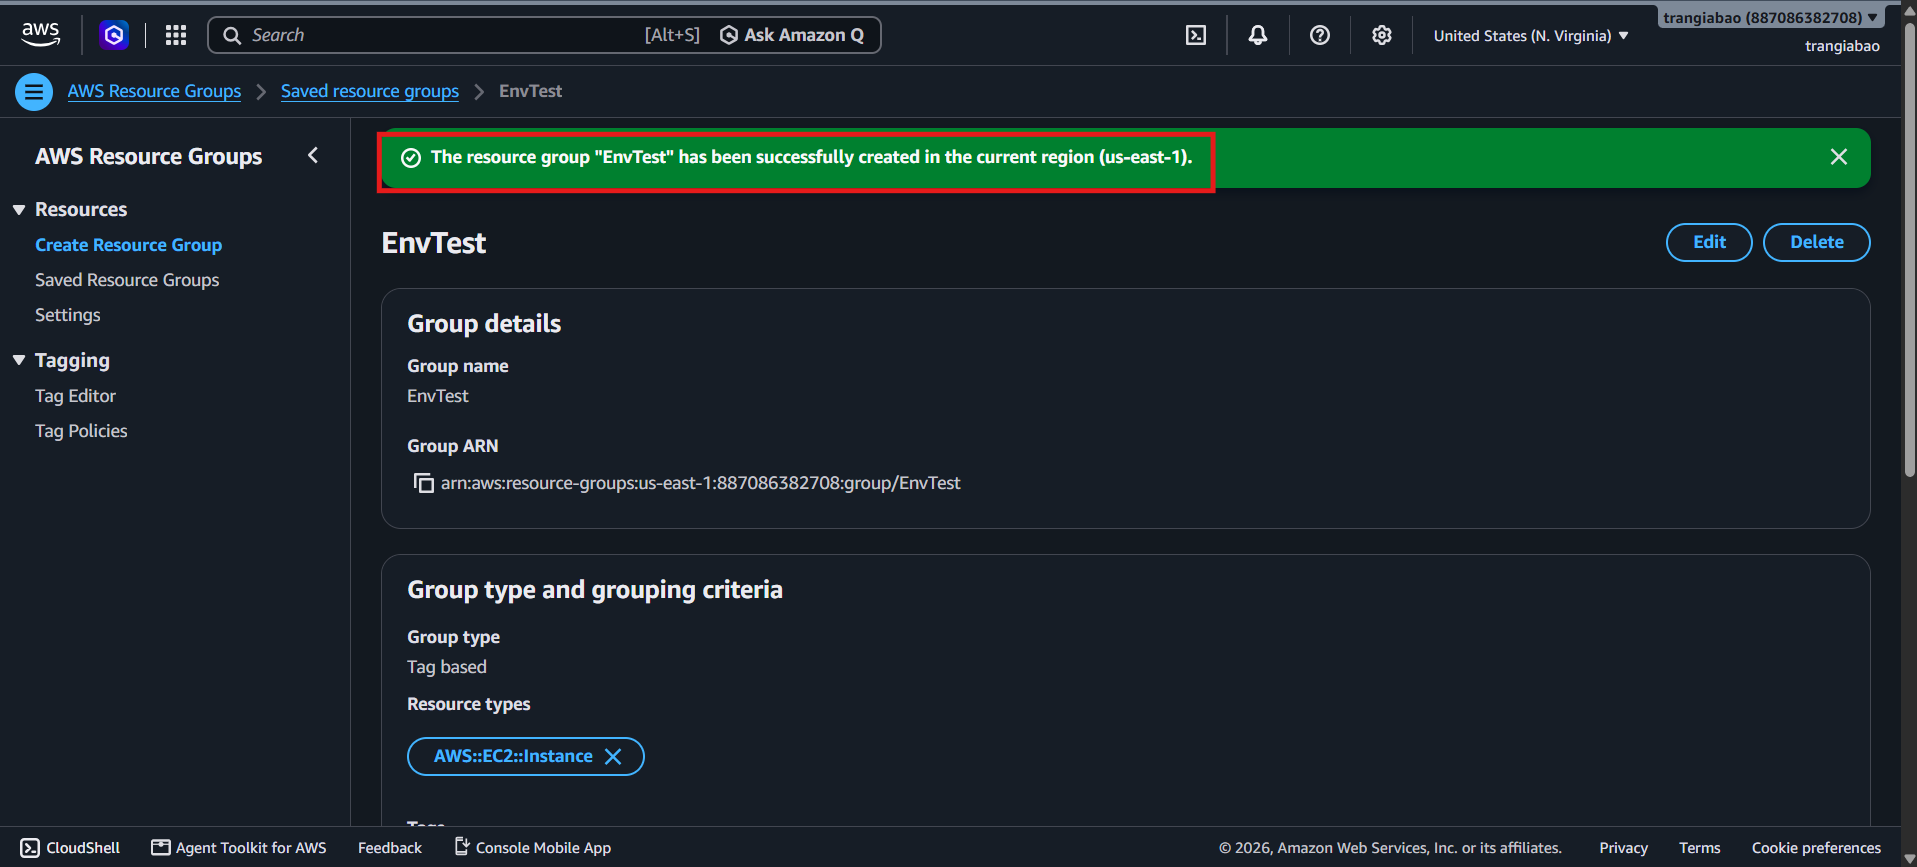 aws
Search [Alt+S] Ask Amazon Q
United States (N. Virginia)
trangiabao (887086382708)
trangiabao
AWS Resource Groups > Saved resource groups > EnvTest
AWS Resource Groups
Resources
Create Resource Group
Saved Resource Groups
Settings
Tagging
Tag Editor
Tag Policies
The resource group "EnvTest" has been successfully created in the current region (us-east-1).
EnvTest
Edit
Delete
Group details
Group name
EnvTest
Group ARN
arn:aws:resource-groups:us-east-1:887086382708:group/EnvTest
Group type and grouping criteria
Group type
Tag based
Resource types
AWS::EC2::Instance
CloudShell Agent Toolkit for AWS Feedback Console Mobile App © 2026, Amazon Web Services, Inc. or its affiliates. Privacy Terms Cookie preferences